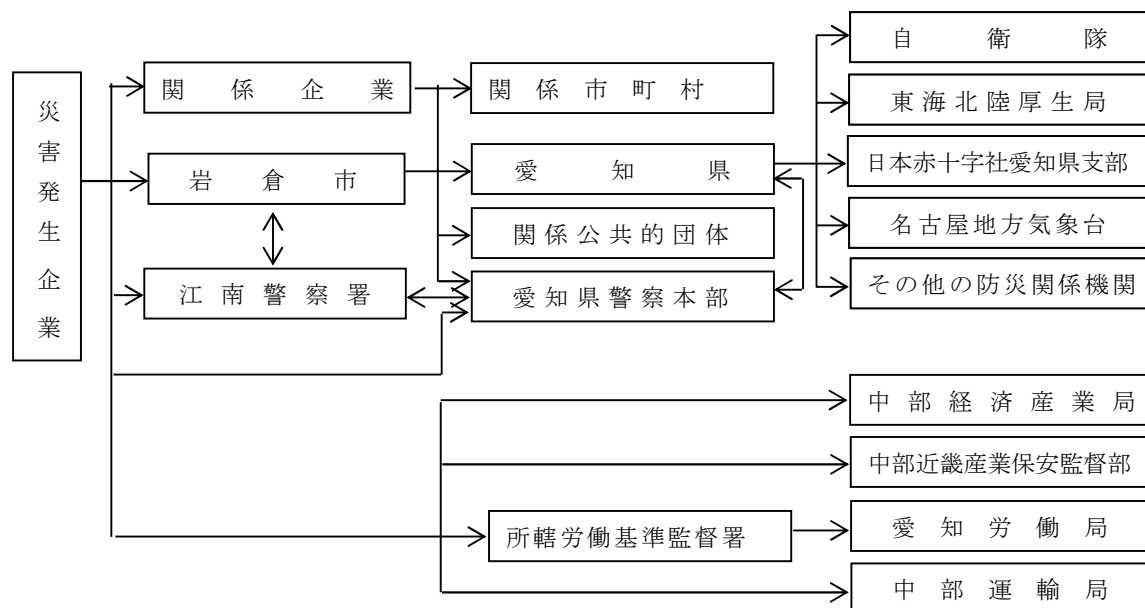 災害発生企業
関係企業
岩倉市
江南警察署
関係市町村
愛知県
関係公共的団体
愛知県警察本部
自衛隊
東海北陸厚生局
日本赤十字社愛知県支部
名古屋地方気象台
その他の防災関係機関
中部経済産業局
中部近畿産業保安監督部
所轄労働基準監督署
愛知労働局
中部運輸局